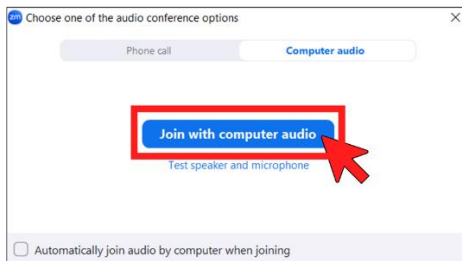 zm Choose one of the audio conference options
Phone call Computer audio
Join with computer audio
Test speaker and microphone
Automatically join audio by computer when joining